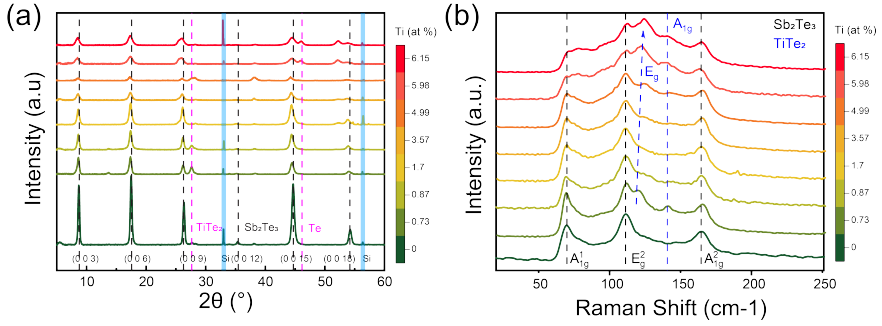 (a)
Intensity (a.u)
Ti (at %)
6.15
5.98
4.99
3.57
1.7
0.87
0.73
0
TiTe₂
Sb₂Te₃
Te
(0 0 3)
(0 0 6)
(0 0 9)
Si
(0 0 12)
(0 0 15)
(0 0 18)
Si
10 20 30 40 50 60
2θ (°)
(b)
Intensity (a.u.)
A1g
Sb₂Te₃
TiTe₂
Eg
Ti (at %)
6.15
5.98
4.99
3.57
1.7
0.87
0.73
0
A¹1g
E²g
A²1g
50 100 150 200 250
Raman Shift (cm-1)